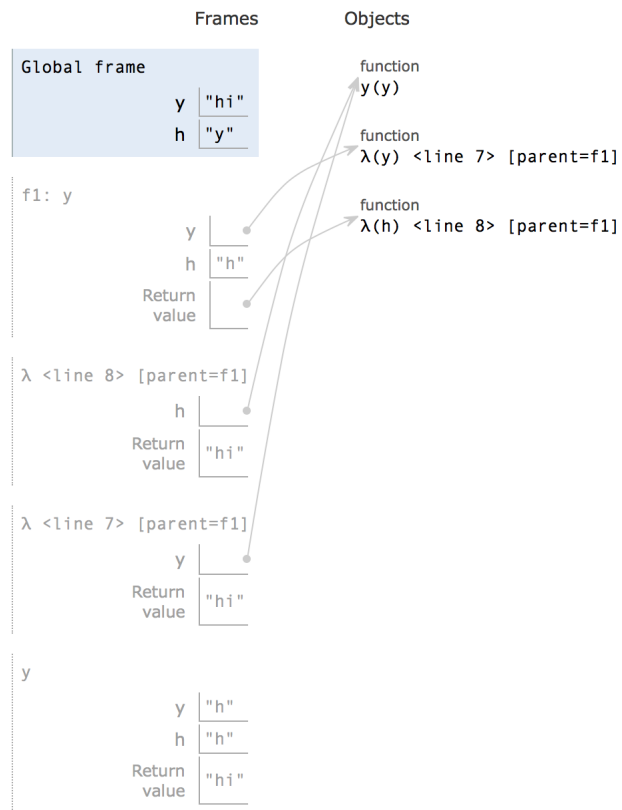 Frames
Objects
Global frame
y "hi"
h "y"
function
y(y)
function
λ(y) <line 7> [parent=f1]
function
λ(h) <line 8> [parent=f1]
f1: y
y
h "h"
Return
value
λ <line 8> [parent=f1]
h
Return
value "hi"
λ <line 7> [parent=f1]
y
Return
value "hi"
y
y "h"
h "h"
Return
value "hi"